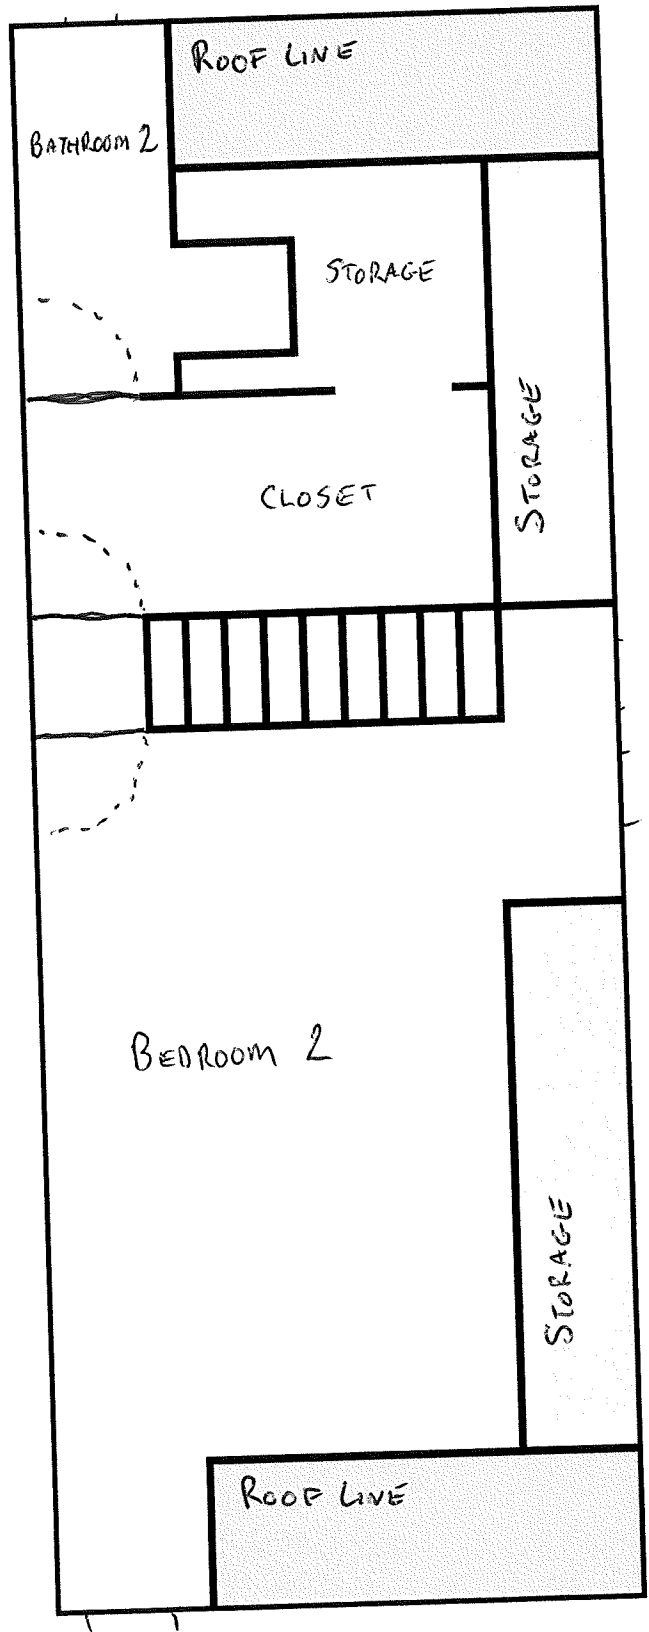 ROOF LINE
BATHROOM 2
STORAGE
STORAGE
CLOSET
BEDROOM 2
STORAGE
ROOF LINE